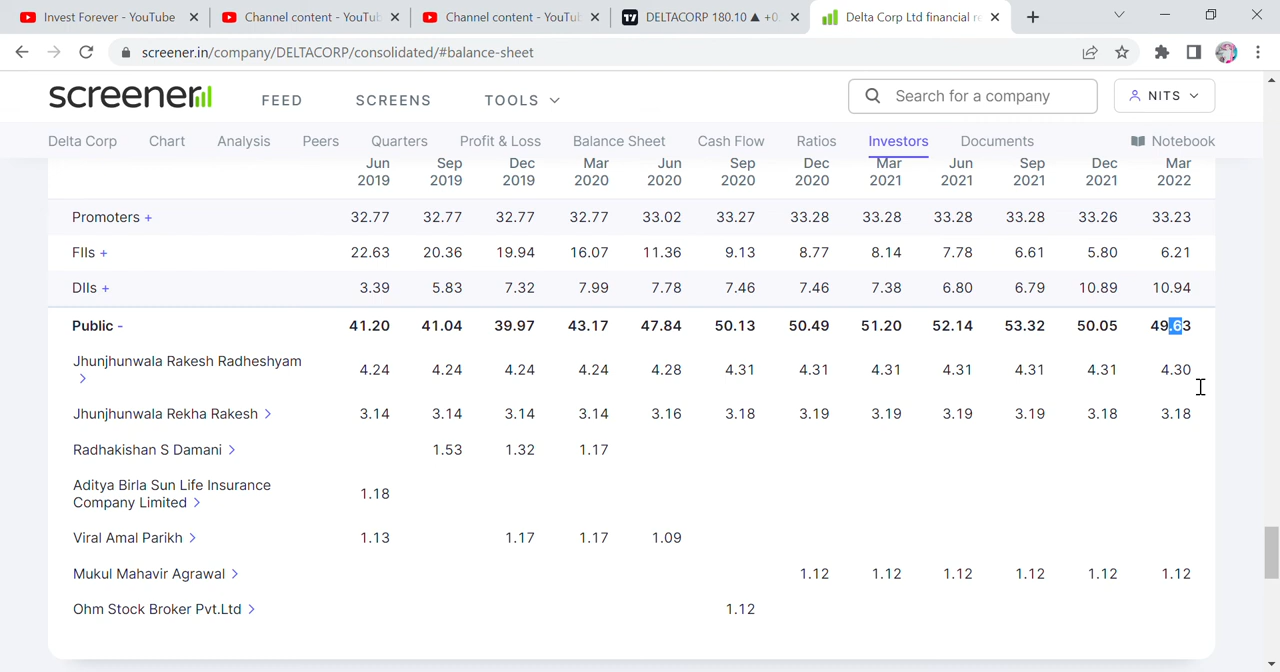 Invest Forever - YouTube
Channel content - YouTu
Channel content - YouTu
DELTACORP 180.10 ▲ +0.
Delta Corp Ltd financial re
screener.in/company/DELTACORP/consolidated/#balance-sheet
screener
FEED
SCREENS
TOOLS
Search for a company
NITS
Delta Corp Chart Analysis Peers Quarters Profit & Loss Balance Sheet Cash Flow Ratios Investors Documents Notebook
Jun Sep Dec Mar Jun Sep Dec Mar Jun Sep Dec Mar
2019 2019 2019 2020 2020 2020 2020 2021 2021 2021 2021 2022
Promoters + 32.77 32.77 32.77 32.77 33.02 33.27 33.28 33.28 33.28 33.28 33.26 33.23
FIIs + 22.63 20.36 19.94 16.07 11.36 9.13 8.77 8.14 7.78 6.61 5.80 6.21
DIIs + 3.39 5.83 7.32 7.99 7.78 7.46 7.46 7.38 6.80 6.79 10.89 10.94
Public - 41.20 41.04 39.97 43.17 47.84 50.13 50.49 51.20 52.14 53.32 50.05 49.63
Jhunjhunwala Rakesh Radheshyam > 4.24 4.24 4.24 4.24 4.28 4.31 4.31 4.31 4.31 4.31 4.31 4.30
Jhunjhunwala Rekha Rakesh > 3.14 3.14 3.14 3.14 3.16 3.18 3.19 3.19 3.19 3.19 3.18 3.18
Radhakishan S Damani > 1.53 1.32 1.17
Aditya Birla Sun Life Insurance
Company Limited > 1.18
Viral Amal Parikh > 1.13 1.17 1.17 1.09
Mukul Mahavir Agrawal > 1.12 1.12 1.12 1.12 1.12 1.12
Ohm Stock Broker Pvt.Ltd > 1.12